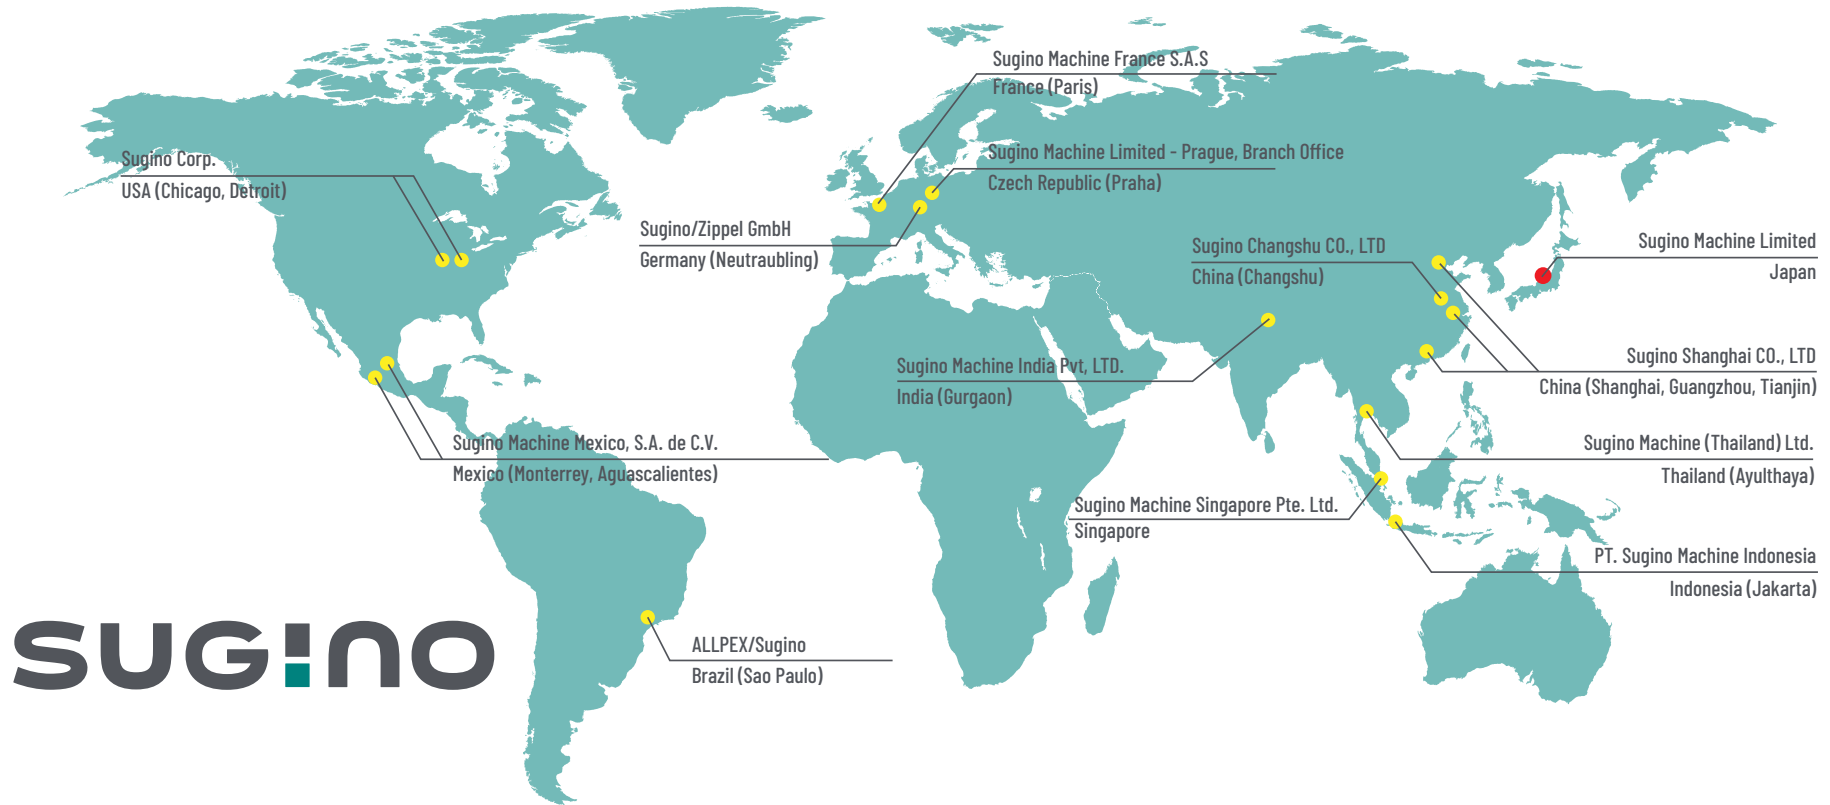 Sugino Machine France S.A.S
France (Paris)
Sugino Corp.
USA (Chicago, Detroit)
Sugino Machine Limited - Prague, Branch Office
Czech Republic (Praha)
Sugino/Zippel GmbH
Germany (Neutraubling)
Sugino Changshu CO., LTD
China (Changshu)
Sugino Machine Limited
Japan
Sugino Machine India Pvt, LTD.
India (Gurgaon)
Sugino Shanghai CO., LTD
China (Shanghai, Guangzhou, Tianjin)
Sugino Machine Mexico, S.A. de C.V.
Mexico (Monterrey, Aguascalientes)
Sugino Machine (Thailand) Ltd.
Thailand (Ayulthaya)
Sugino Machine Singapore Pte. Ltd.
Singapore
PT. Sugino Machine Indonesia
Indonesia (Jakarta)
ALLPEX/Sugino
Brazil (Sao Paulo)
SUGINO